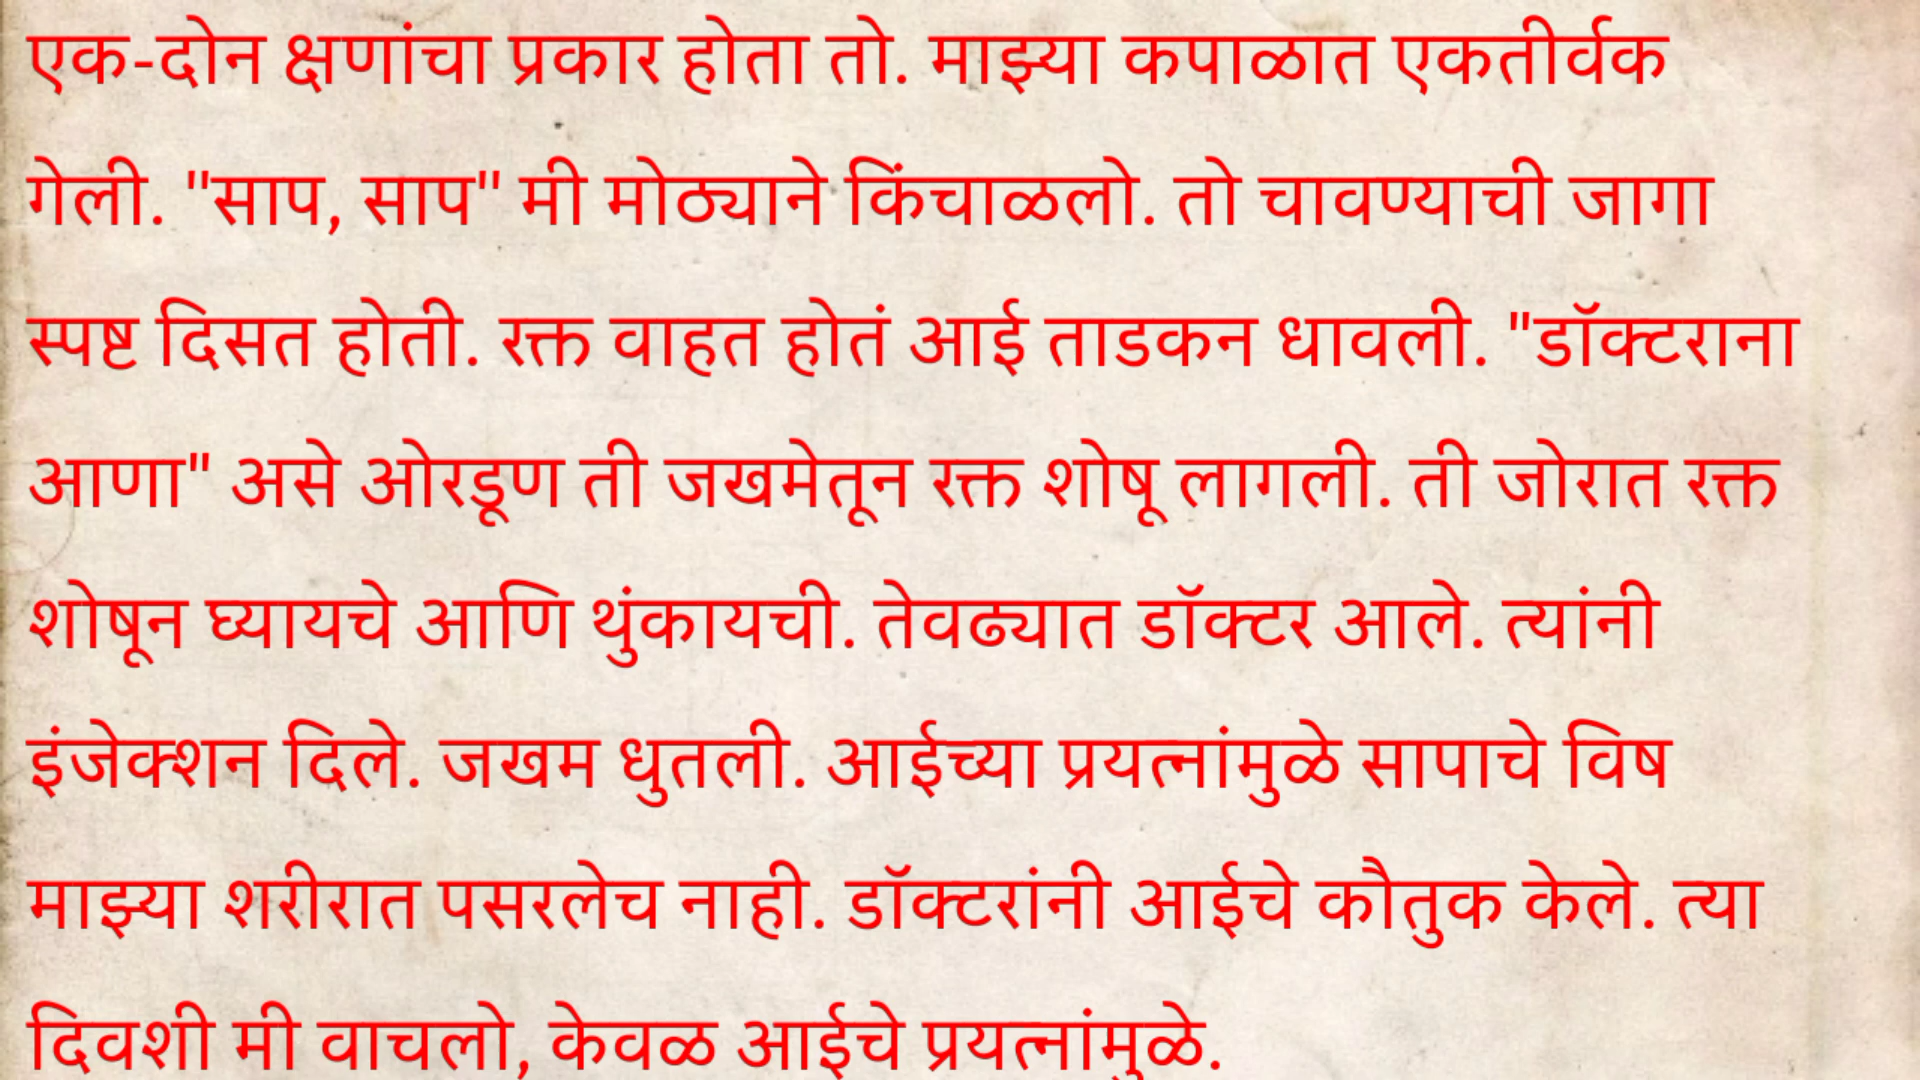 एक-दोन क्षणांचा प्रकार होता तो. माझ्या कपाळात एकतीर्वक
गेली. "साप, साप" मी मोठ्याने किंचाळलो. तो चावण्याची जागा
स्पष्ट दिसत होती. रक्त वाहत होतं आई ताडकन धावली. "डॉक्टराना
आणा" असे ओरडूण ती जखमेतून रक्त शोषू लागली. ती जोरात रक्त
शोषून घ्यायचे आणि थुंकायची. तेवढ्यात डॉक्टर आले. त्यांनी
इंजेक्शन दिले. जखम धुतली. आईच्या प्रयत्नांमुळे सापाचे विष
माझ्या शरीरात पसरलेच नाही. डॉक्टरांनी आईचे कौतुक केले. त्या
दिवशी मी वाचलो, केवळ आईचे प्रयत्नांमुळे.